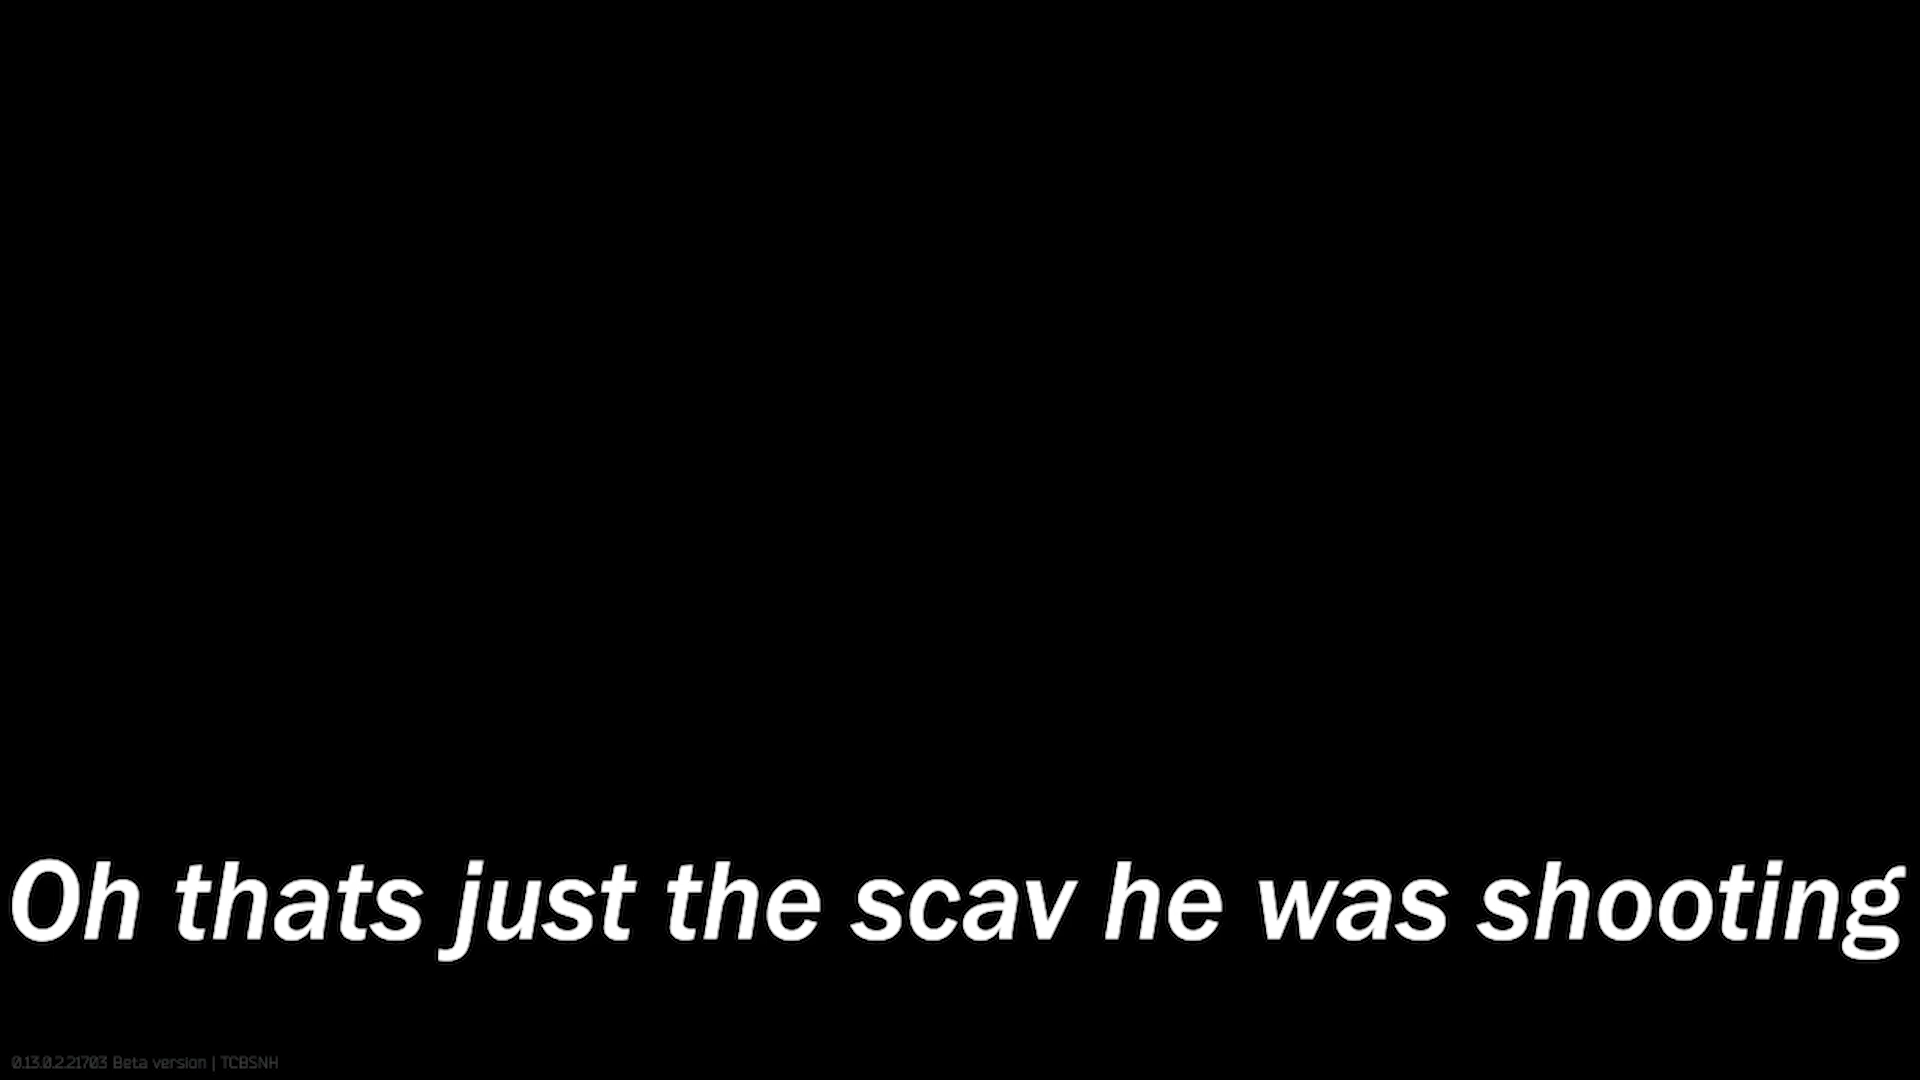 Oh thats just the scav he was shooting
0.13.0.2.21703 Beta version | TCBSNH